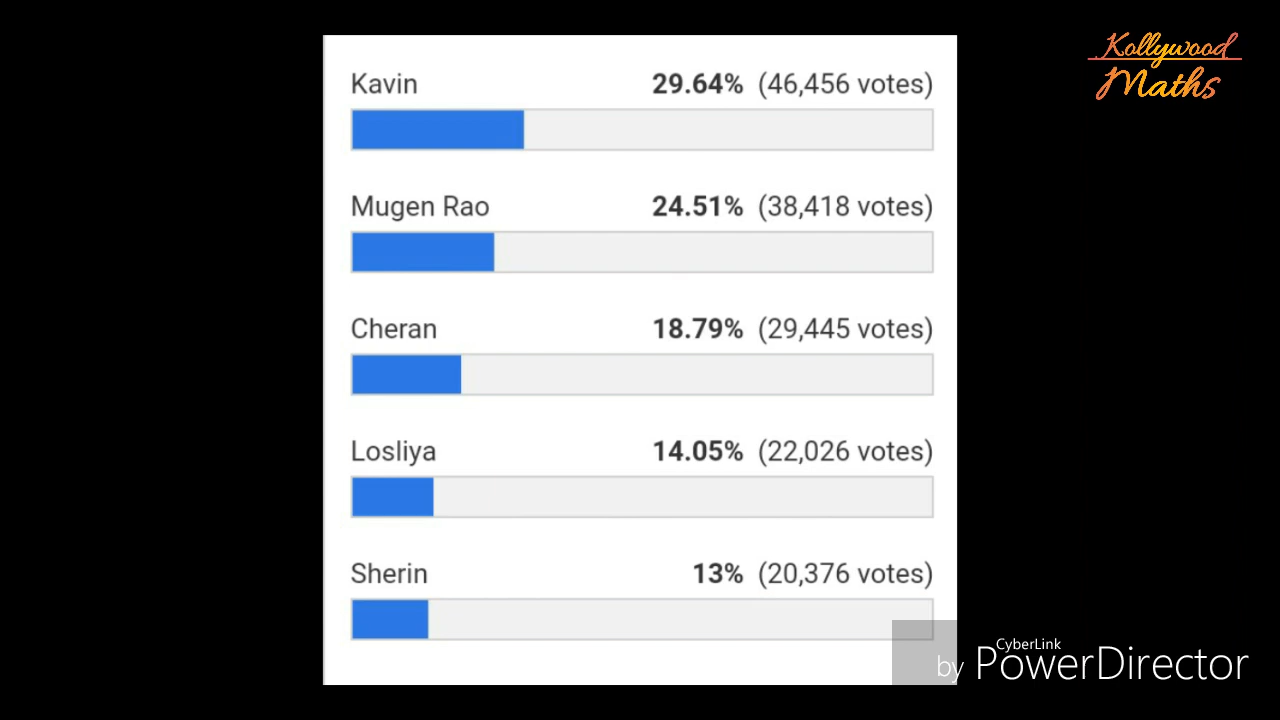 Kollywood
Maths
Kavin 29.64% (46,456 votes)
Mugen Rao 24.51% (38,418 votes)
Cheran 18.79% (29,445 votes)
Losliya 14.05% (22,026 votes)
Sherin 13% (20,376 votes)
CyberLink
by PowerDirector